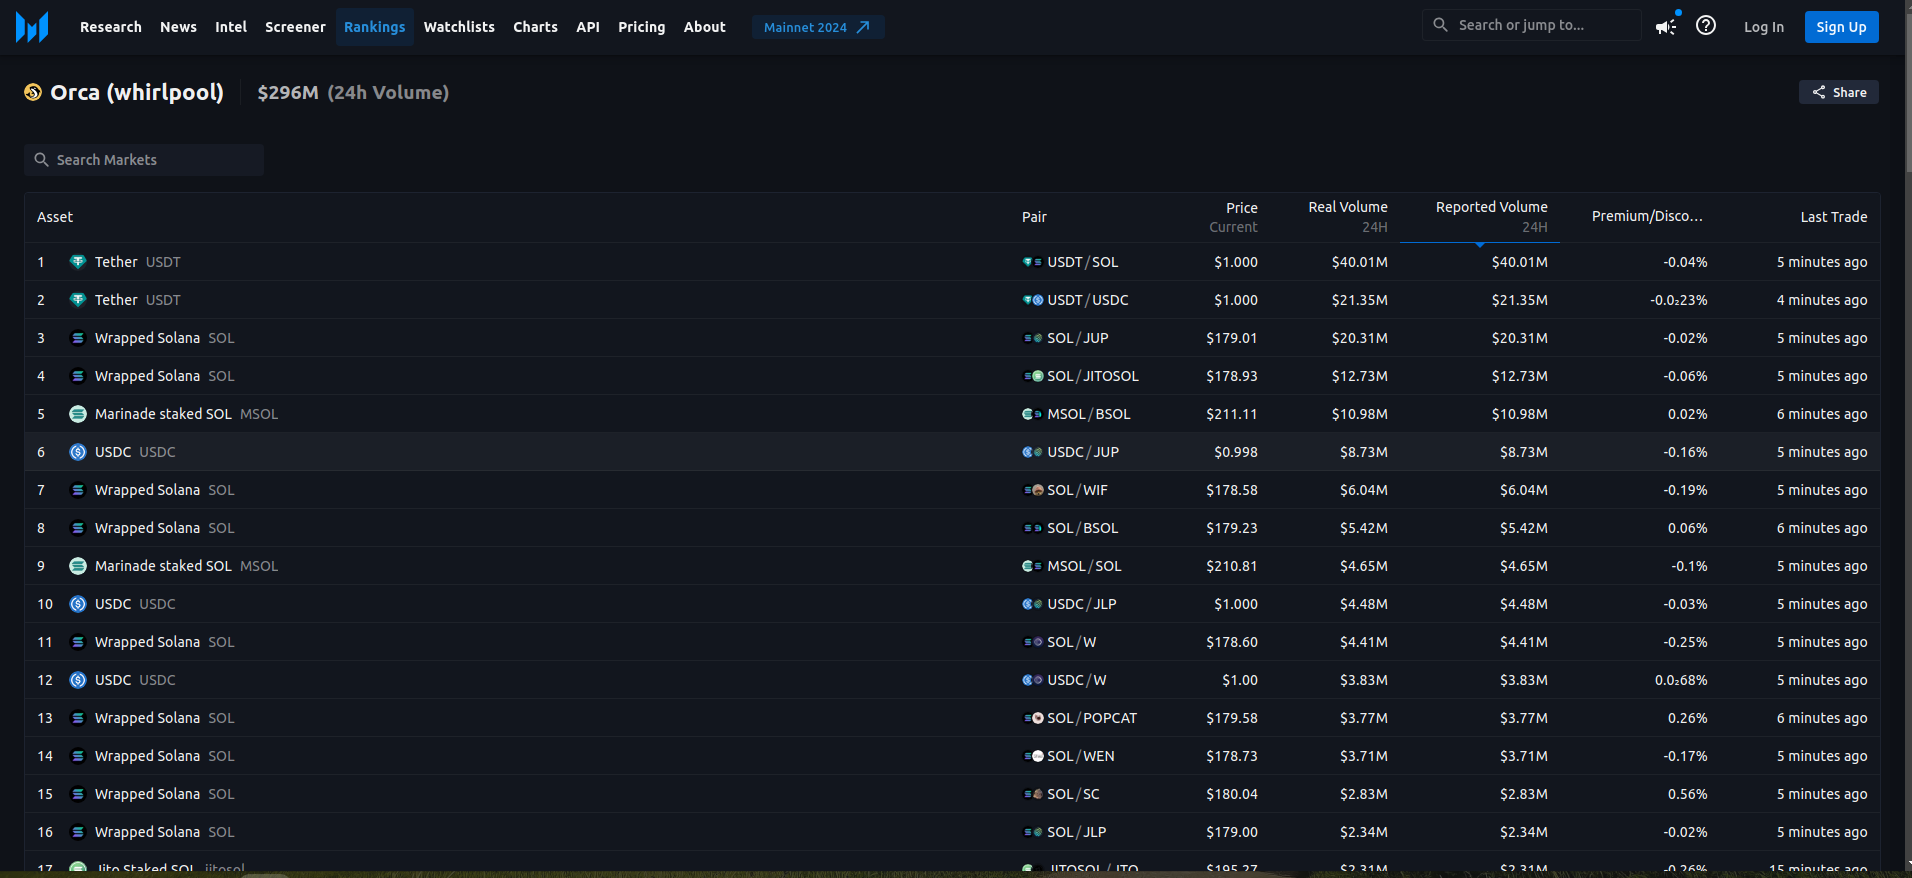 Research News Intel Screener Rankings Watchlists Charts API Pricing About Mainnet 2024 Search or jump to... Log In Sign Up
Orca (whirlpool) $296M (24h Volume) Share
Search Markets
Asset Pair Price Current Real Volume 24H Reported Volume 24H Premium/Disco... Last Trade
1 Tether USDT USDT/SOL $1.000 $40.01M $40.01M -0.04% 5 minutes ago
2 Tether USDT USDT/USDC $1.000 $21.35M $21.35M -0.0₂23% 4 minutes ago
3 Wrapped Solana SOL SOL/JUP $179.01 $20.31M $20.31M -0.02% 5 minutes ago
4 Wrapped Solana SOL SOL/JITOSOL $178.93 $12.73M $12.73M -0.06% 5 minutes ago
5 Marinade staked SOL MSOL MSOL/BSOL $211.11 $10.98M $10.98M 0.02% 6 minutes ago
6 USDC USDC USDC/JUP $0.998 $8.73M $8.73M -0.16% 5 minutes ago
7 Wrapped Solana SOL SOL/WIF $178.58 $6.04M $6.04M -0.19% 5 minutes ago
8 Wrapped Solana SOL SOL/BSOL $179.23 $5.42M $5.42M 0.06% 6 minutes ago
9 Marinade staked SOL MSOL MSOL/SOL $210.81 $4.65M $4.65M -0.1% 5 minutes ago
10 USDC USDC USDC/JLP $1.000 $4.48M $4.48M -0.03% 5 minutes ago
11 Wrapped Solana SOL SOL/W $178.60 $4.41M $4.41M -0.25% 5 minutes ago
12 USDC USDC USDC/W $1.00 $3.83M $3.83M 0.0₂68% 5 minutes ago
13 Wrapped Solana SOL SOL/POPCAT $179.58 $3.77M $3.77M 0.26% 6 minutes ago
14 Wrapped Solana SOL SOL/WEN $178.73 $3.71M $3.71M -0.17% 5 minutes ago
15 Wrapped Solana SOL SOL/SC $180.04 $2.83M $2.83M 0.56% 5 minutes ago
16 Wrapped Solana SOL SOL/JLP $179.00 $2.34M $2.34M -0.02% 5 minutes ago
17 Jito Staked SOL jitosol JITOSOL/JTO $195.27 $2.31M $2.31M -0.26% 15 minutes ago